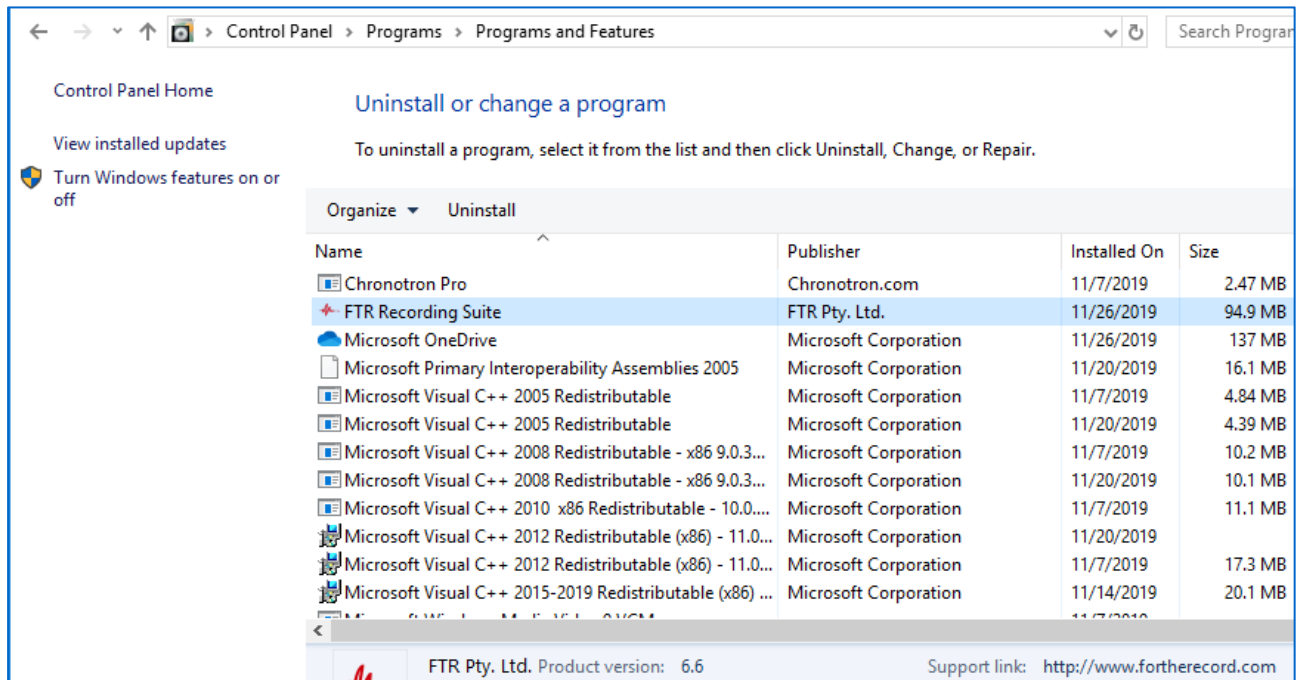 Control Panel > Programs > Programs and Features Search Progra
Control Panel Home
View installed updates
Turn Windows features on or
off
Uninstall or change a program
To uninstall a program, select it from the list and then click Uninstall, Change, or Repair.
Organize Uninstall
Name Publisher Installed On Size
Chronotron Pro Chronotron.com 11/7/2019 2.47 MB
FTR Recording Suite FTR Pty. Ltd. 11/26/2019 94.9 MB
Microsoft OneDrive Microsoft Corporation 11/26/2019 137 MB
Microsoft Primary Interoperability Assemblies 2005 Microsoft Corporation 11/20/2019 16.1 MB
Microsoft Visual C++ 2005 Redistributable Microsoft Corporation 11/7/2019 4.84 MB
Microsoft Visual C++ 2005 Redistributable Microsoft Corporation 11/20/2019 4.39 MB
Microsoft Visual C++ 2008 Redistributable - x86 9.0.3... Microsoft Corporation 11/7/2019 10.2 MB
Microsoft Visual C++ 2008 Redistributable - x86 9.0.3... Microsoft Corporation 11/20/2019 10.1 MB
Microsoft Visual C++ 2010 x86 Redistributable - 10.0.... Microsoft Corporation 11/7/2019 11.1 MB
Microsoft Visual C++ 2012 Redistributable (x86) - 11.0... Microsoft Corporation 11/20/2019
Microsoft Visual C++ 2012 Redistributable (x86) - 11.0... Microsoft Corporation 11/7/2019 17.3 MB
Microsoft Visual C++ 2015-2019 Redistributable (x86) ... Microsoft Corporation 11/14/2019 20.1 MB
FTR Pty. Ltd. Product version: 6.6 Support link: http://www.fortherecord.com